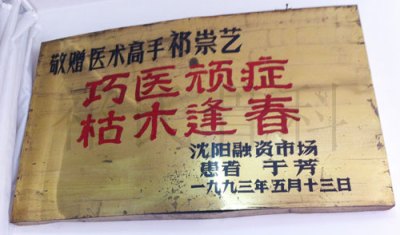 敬赠 医术高手 祁崇艺
巧医顽症
枯木逢春
沈阳融资市场
患者 于芳
一九九三年五月十三日